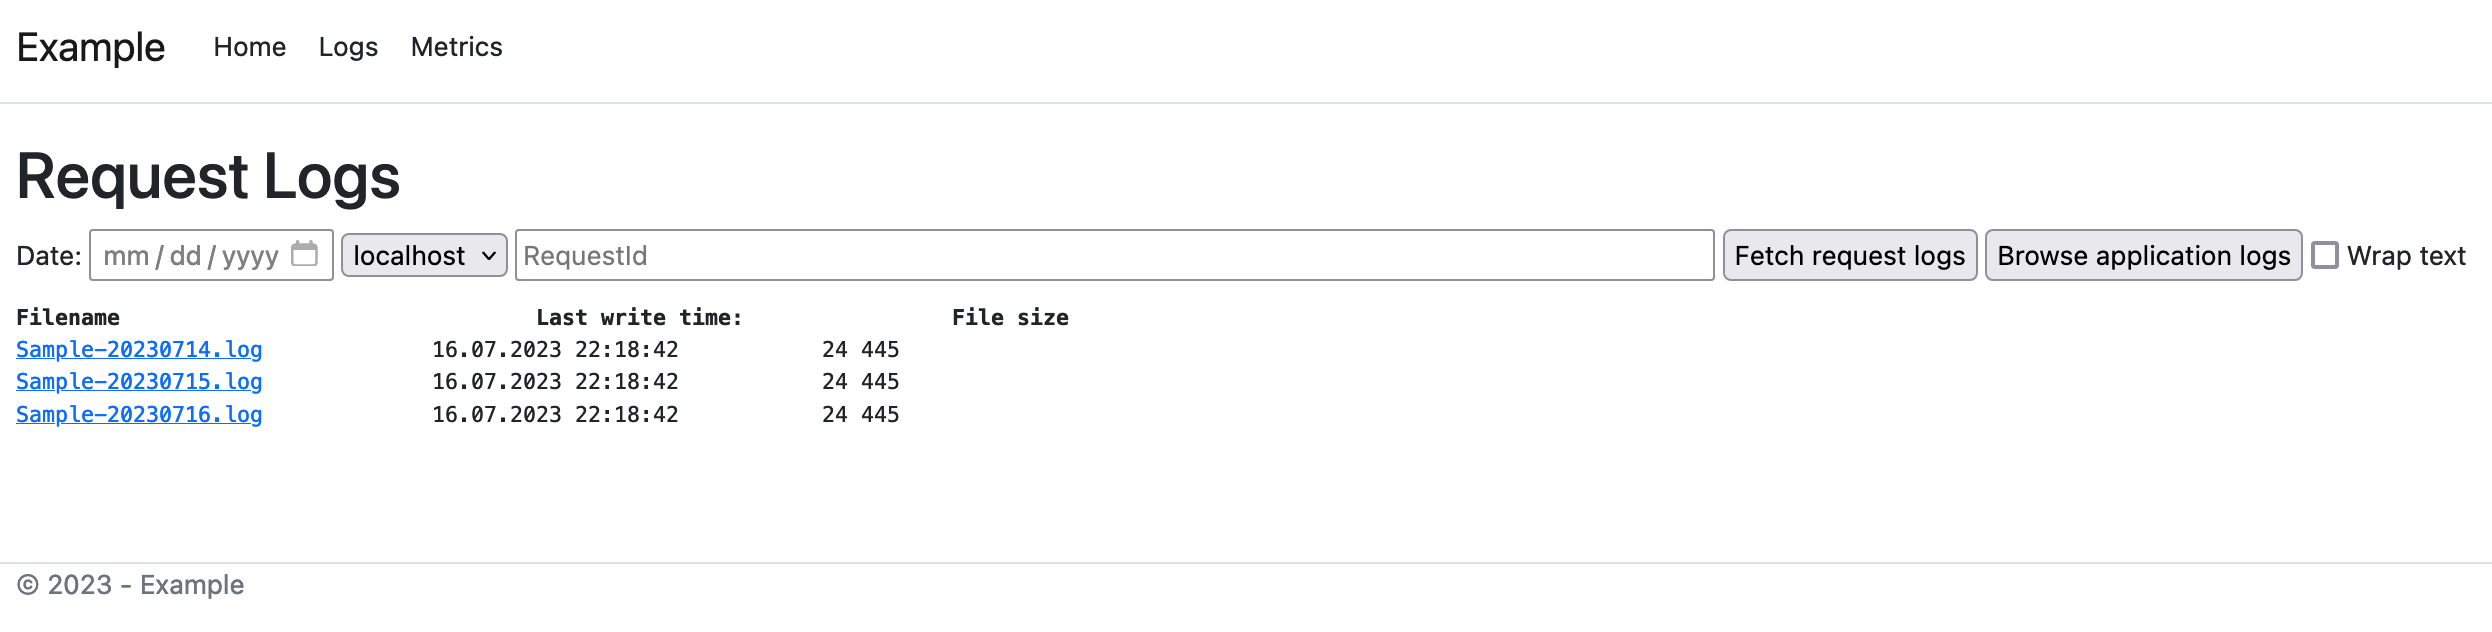 Example Home Logs Metrics
Request Logs
Date: mm/dd/yyyy localhost RequestId Fetch request logs Browse application logs Wrap text
Filename Last write time: File size
Sample-20230714.log 16.07.2023 22:18:42 24 445
Sample-20230715.log 16.07.2023 22:18:42 24 445
Sample-20230716.log 16.07.2023 22:18:42 24 445
© 2023 - Example